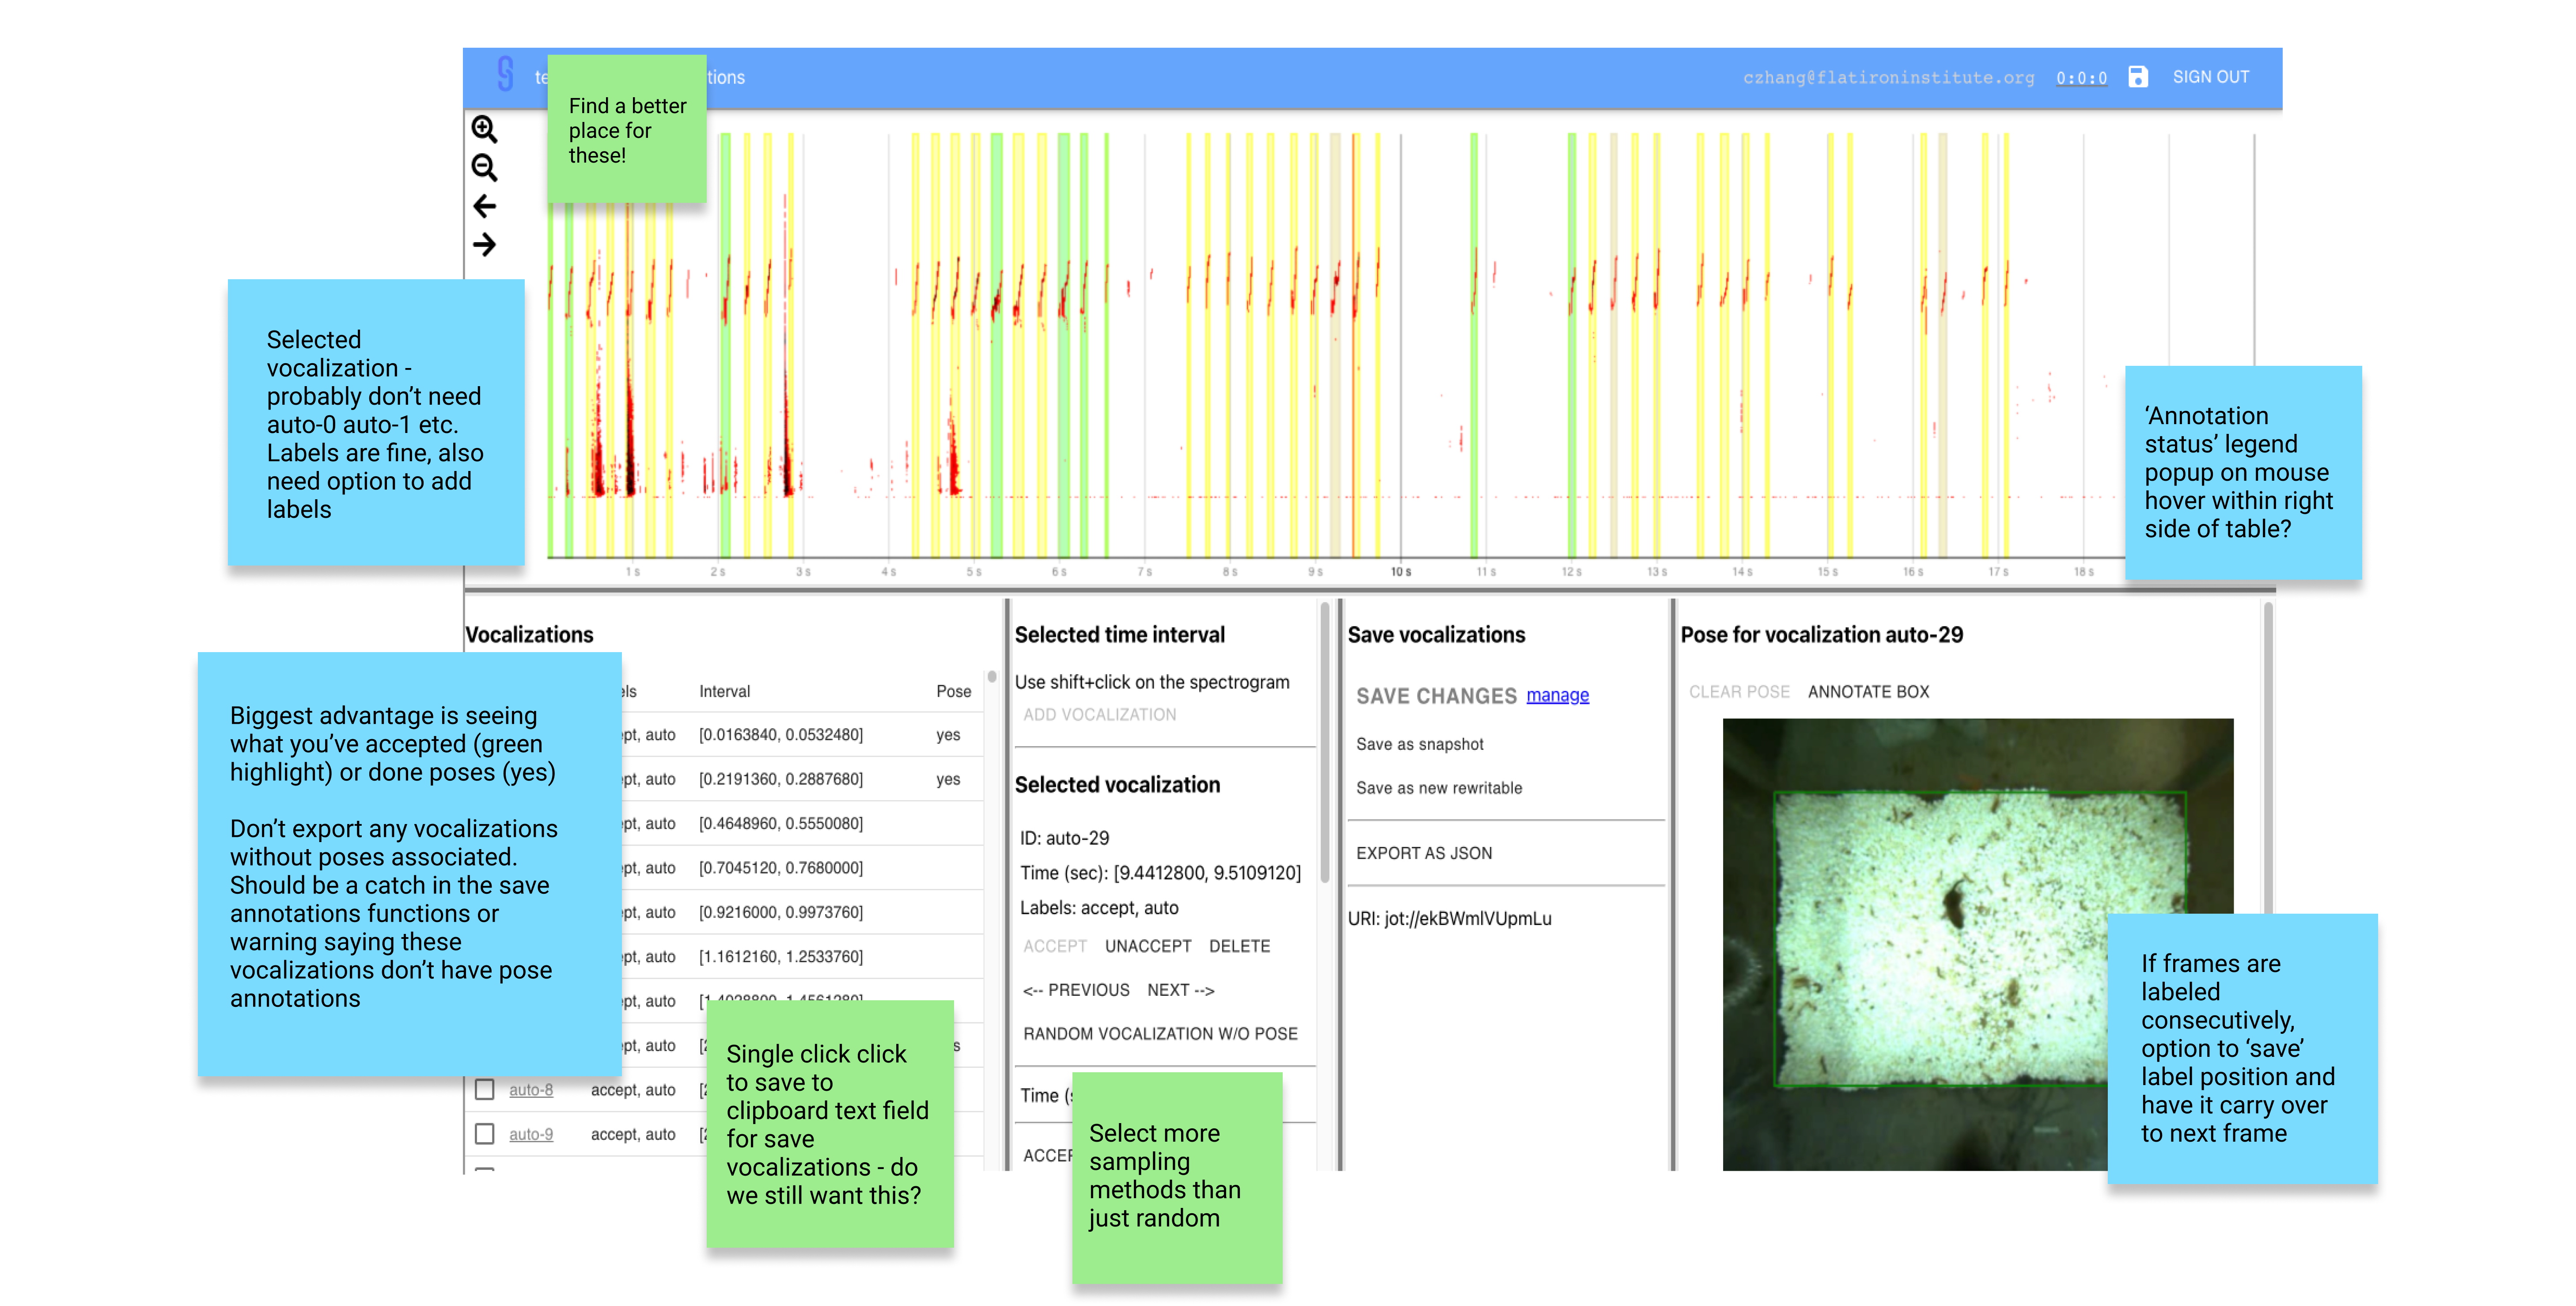 tions
czhang@flatironinstitute.org
0:0:0
SIGN OUT
Find a better
place for
these!
1 s
2 s
3 s
4 s
5 s
6 s
7 s
8 s
9 s
10 s
11 s
12 s
13 s
14 s
15 s
16 s
17 s
18 s
Selected
vocalization -
probably don't need
auto-0 auto-1 etc.
Labels are fine, also
need option to add
labels
'Annotation
status' legend
popup on mouse
hover within right
side of table?
Vocalizations
els Interval Pose
pt, auto [0.0163840, 0.0532480] yes
pt, auto [0.2191360, 0.2887680] yes
pt, auto [0.4648960, 0.5550080]
pt, auto [0.7045120, 0.7680000]
pt, auto [0.9216000, 0.9973760]
pt, auto [1.1612160, 1.2533760]
pt, auto [1.4028800, 1.4561280]
pt, auto [2 s
auto-8 accept, auto [2
auto-9 accept, auto [2
Biggest advantage is seeing
what you've accepted (green
highlight) or done poses (yes)
Don't export any vocalizations
without poses associated.
Should be a catch in the save
annotations functions or
warning saying these
vocalizations don't have pose
annotations
Single click click
to save to
clipboard text field
for save
vocalizations - do
we still want this?
Selected time interval
Use shift+click on the spectrogram
ADD VOCALIZATION
Selected vocalization
ID: auto-29
Time (sec): [9.4412800, 9.5109120]
Labels: accept, auto
ACCEPT UNACCEPT DELETE
<-- PREVIOUS NEXT -->
RANDOM VOCALIZATION W/O POSE
Time (s
ACCEP
Select more
sampling
methods than
just random
Save vocalizations
SAVE CHANGES manage
Save as snapshot
Save as new rewritable
EXPORT AS JSON
URI: jot://ekBWmlVUpmLu
Pose for vocalization auto-29
CLEAR POSE ANNOTATE BOX
If frames are
labeled
consecutively,
option to 'save'
label position and
have it carry over
to next frame